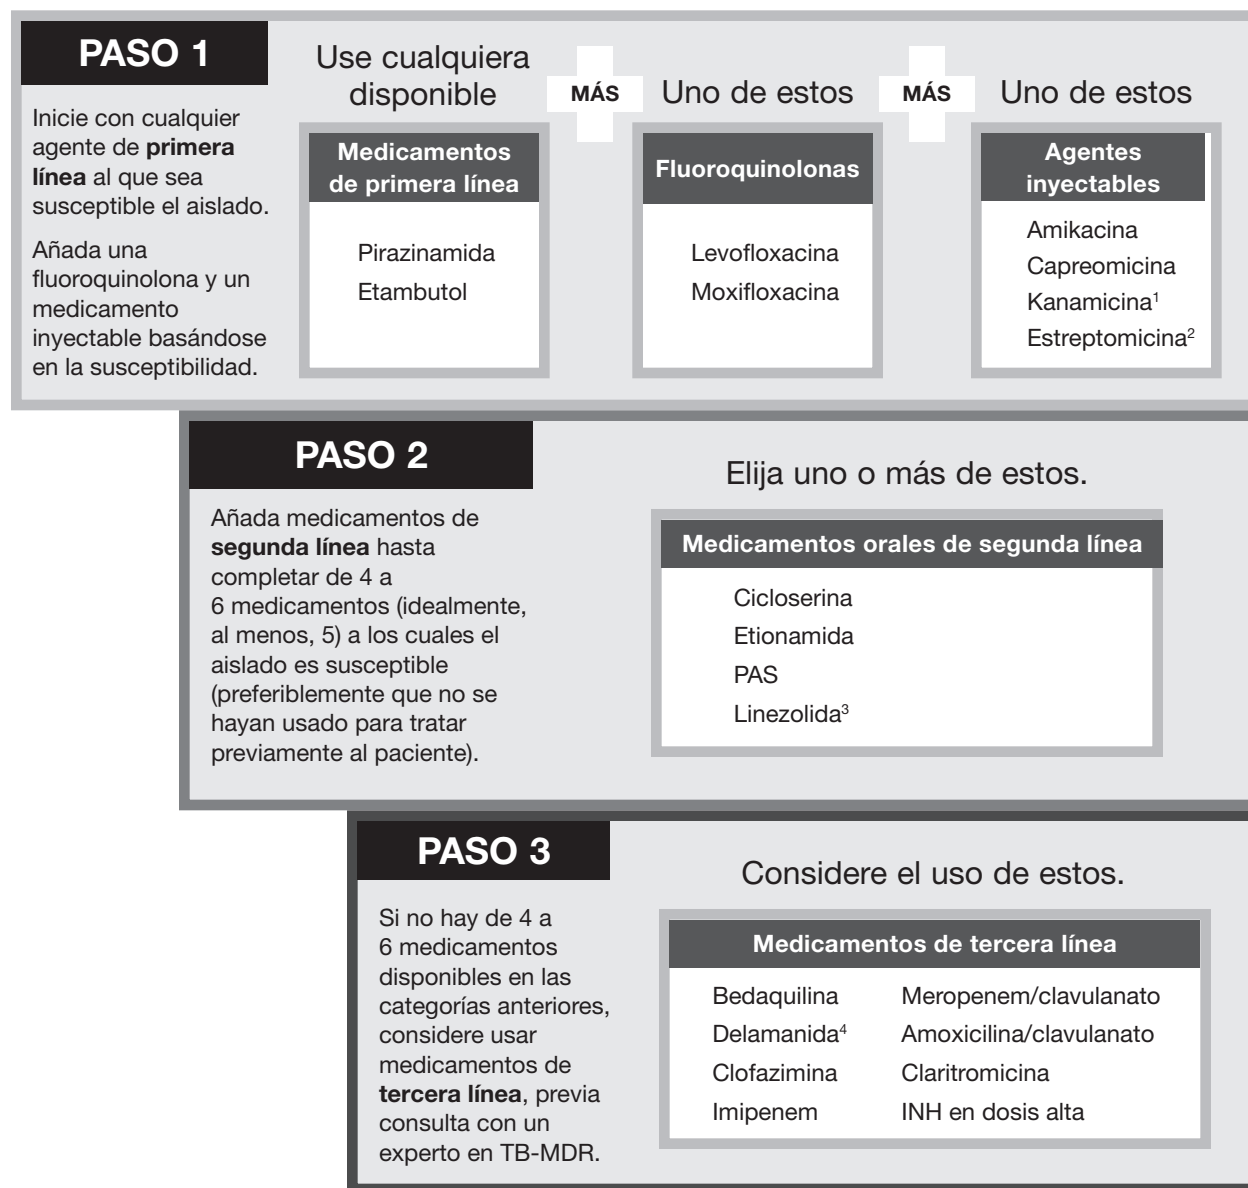 PASO 1
Inicie con cualquier
agente de primera
línea al que sea
susceptible el aislado.
Añada una
fluoroquinolona y un
medicamento
inyectable basándose
en la susceptibilidad.
Use cualquiera
disponible
MÁS
Uno de estos
MÁS
Uno de estos
Medicamentos
de primera línea
Pirazinamida
Etambutol
Fluoroquinolonas
Levofloxacina
Moxifloxacina
Agentes
inyectables
Amikacina
Capreomicina
Kanamicina¹
Estreptomicina²
PASO 2
Añada medicamentos de
segunda línea hasta
completar de 4 a
6 medicamentos (idealmente,
al menos, 5) a los cuales el
aislado es susceptible
(preferiblemente que no se
hayan usado para tratar
previamente al paciente).
Elija uno o más de estos.
Medicamentos orales de segunda línea
Cicloserina
Etionamida
PAS
Linezolida³
PASO 3
Si no hay de 4 a
6 medicamentos
disponibles en las
categorías anteriores,
considere usar
medicamentos de
tercera línea, previa
consulta con un
experto en TB-MDR.
Considere el uso de estos.
Medicamentos de tercera línea
Bedaquilina
Delamanida⁴
Clofazimina
Imipenem
Meropenem/clavulanato
Amoxicilina/clavulanato
Claritromicina
INH en dosis alta